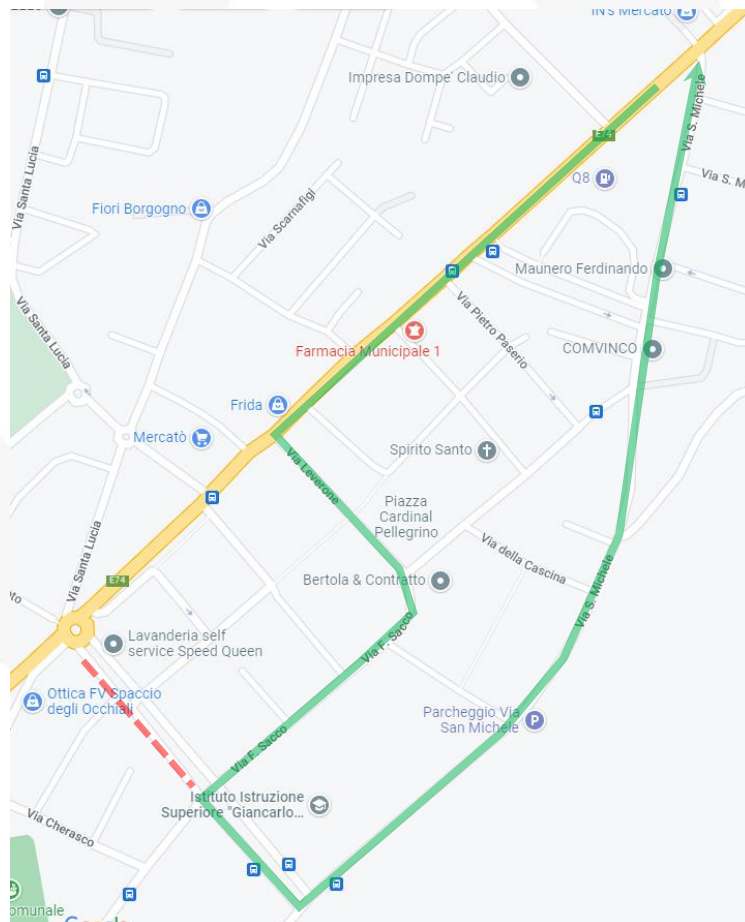 IN's Mercato
Impresa Dompe' Claudio
E74
Via S. Michele
Q8
Via S. M
Via Santa Lucia
Fiori Borgogno
Via Scarnafigi
Maunero Ferdinando
Via Santa Lucia
Via Pietro Paserio
Farmacia Municipale 1
COMVINCO
Frida
Mercatò
Via Leverone
Spirito Santo
Piazza
Cardinal
Pellegrino
Via Santa Lucia
Via della Cascina
E74
Bertola & Contratto
Via S. Michele
Lavanderia self
service Speed Queen
Via F. Sacco
Ottica FV Spaccio
degli Occhiali
Parcheggio Via
San Michele
P
Via F. Sacco
Istituto Istruzione
Superiore "Giancarlo...
Via Cherasco
omunale
Google